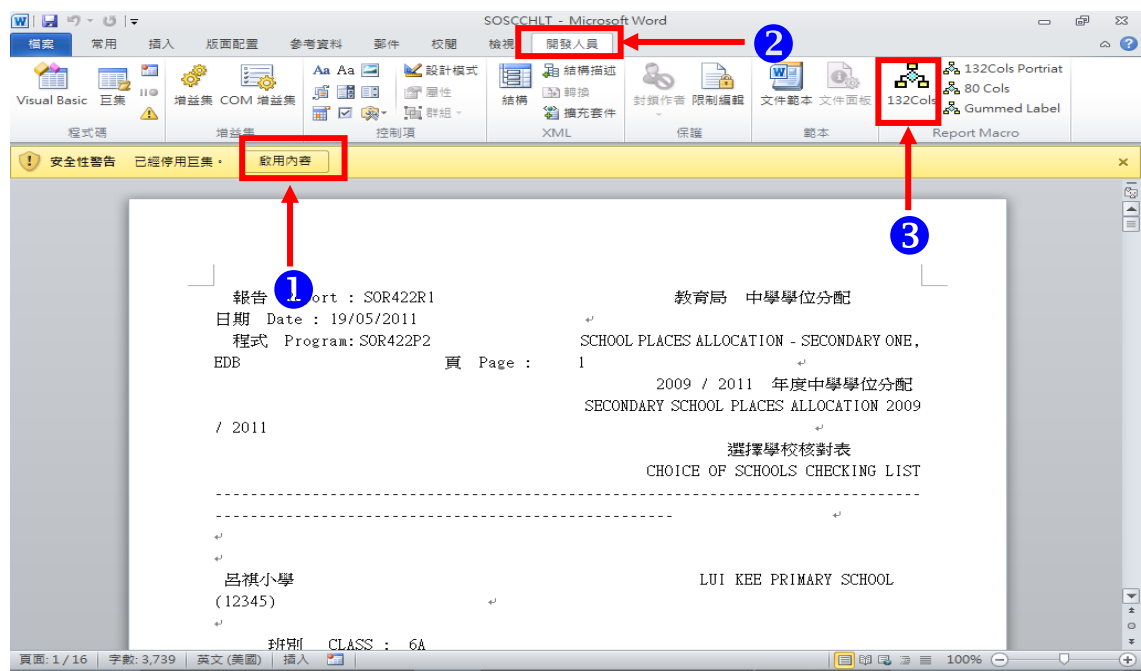 SOSCCHLT - Microsoft Word
檔案 常用 插入 版面配置 參考資料 郵件 校閱 檢視 開發人員 2
Visual Basic 巨集
增益集 COM 增益集
Aa Aa 設計模式
屬性
群組
結構 結構描述
轉換
擴充套件
封鎖作者 限制編輯
文件範本 文件面板
132Cols 132Cols Portriat
80 Cols
Gummed Label
程式碼 增益集 控制項 XML 保護 範本 Report Macro
安全性警告 已經停用巨集。 啟用內容
3
1
報告 ort : SOR422R1 教育局 中學學位分配
日期 Date : 19/05/2011
程式 Program: SOR422P2 SCHOOL PLACES ALLOCATION - SECONDARY ONE,
EDB 頁 Page : 1
2009 / 2011 年度中學學位分配
SECONDARY SCHOOL PLACES ALLOCATION 2009
/ 2011
選擇學校核對表
CHOICE OF SCHOOLS CHECKING LIST
--------------------------------------------------------------------------------
----------------------------------------------------
呂祺小學 LUI KEE PRIMARY SCHOOL
(12345)
班別 CLASS : 6A
頁面: 1 / 16 字數: 3,739 英文 (美國) 插入 100%